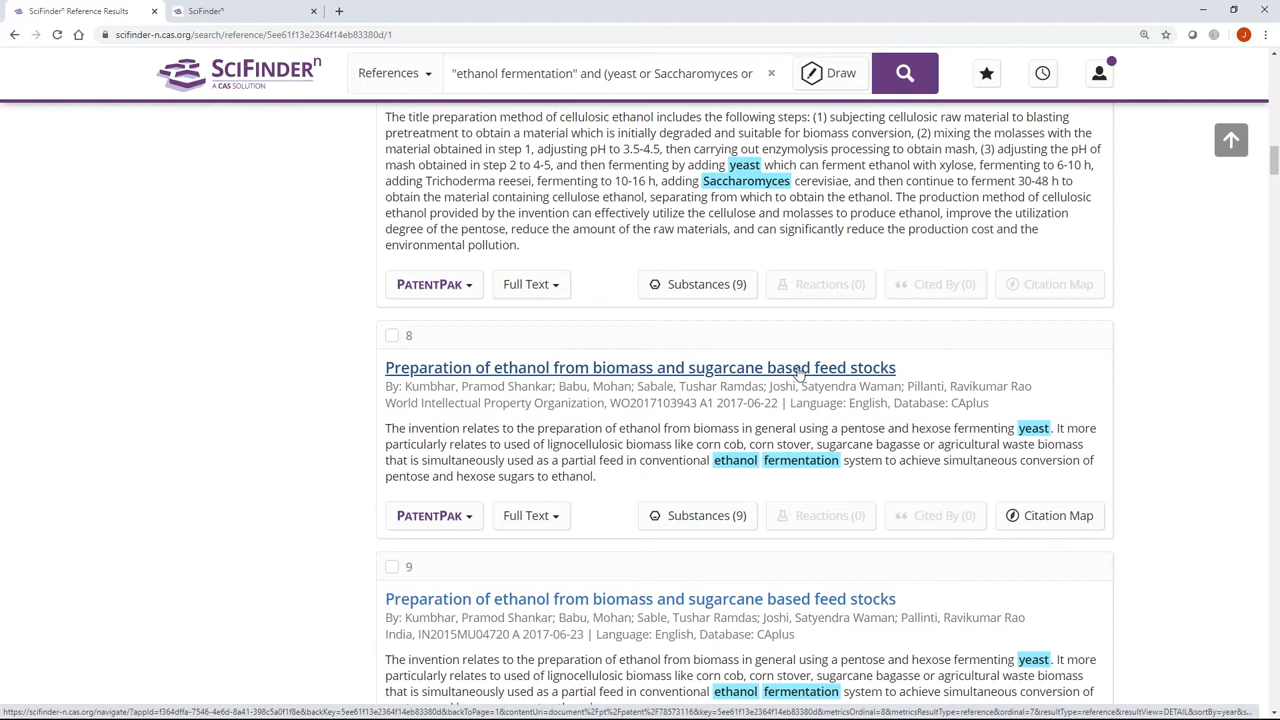 SciFinderⁿ Reference Results
SciFinderⁿ
scifinder-n.cas.org/search/reference/5ee61f13e2364f14eb83380d/1
J
SCIFINDERⁿ
A CAS SOLUTION
References
"ethanol fermentation" and (yeast or Saccharomyces or
Draw
The title preparation method of cellulosic ethanol includes the following steps: (1) subjecting cellulosic raw material to blasting
pretreatment to obtain a material which is initially degraded and suitable for biomass conversion, (2) mixing the molasses with the
material obtained in step 1, adjusting pH to 3.5-4.5, then carrying out enzymolysis processing to obtain mash, (3) adjusting the pH of
mash obtained in step 2 to 4-5, and then fermenting by adding yeast which can ferment ethanol with xylose, fermenting to 6-10 h,
adding Trichoderma reesei, fermenting to 10-16 h, adding Saccharomyces cerevisiae, and then continue to ferment 30-48 h to
obtain the material containing cellulose ethanol, separating from which to obtain the ethanol. The production method of cellulosic
ethanol provided by the invention can effectively utilize the cellulose and molasses to produce ethanol, improve the utilization
degree of the pentose, reduce the amount of the raw materials, and can significantly reduce the production cost and the
environmental pollution.
PATENTPAK
Full Text
Substances (9)
Reactions (0)
Cited By (0)
Citation Map
8
Preparation of ethanol from biomass and sugarcane based feed stocks
By: Kumbhar, Pramod Shankar; Babu, Mohan; Sabale, Tushar Ramdas; Joshi, Satyendra Waman; Pillanti, Ravikumar Rao
World Intellectual Property Organization, WO2017103943 A1 2017-06-22 | Language: English, Database: CAplus
The invention relates to the preparation of ethanol from biomass in general using a pentose and hexose fermenting yeast. It more
particularly relates to used of lignocellulosic biomass like corn cob, corn stover, sugarcane bagasse or agricultural waste biomass
that is simultaneously used as a partial feed in conventional ethanol fermentation system to achieve simultaneous conversion of
pentose and hexose sugars to ethanol.
PATENTPAK
Full Text
Substances (9)
Reactions (0)
Cited By (0)
Citation Map
9
Preparation of ethanol from biomass and sugarcane based feed stocks
By: Kumbhar, Pramod Shankar; Babu, Mohan; Sable, Tushar Ramdas; Joshi, Satyendra Waman; Pallinti, Ravikumar Rao
India, IN2015MU04720 A 2017-06-23 | Language: English, Database: CAplus
The invention relates to the preparation of ethanol from biomass in general using a pentose and hexose fermenting yeast. It more
particularly relates to used of lignocellulosic biomass like corn cob, corn stover, sugarcane bagasse or agricultural waste biomass
that is simultaneously used as a partial feed in conventional ethanol fermentation system to achieve simultaneous conversion of